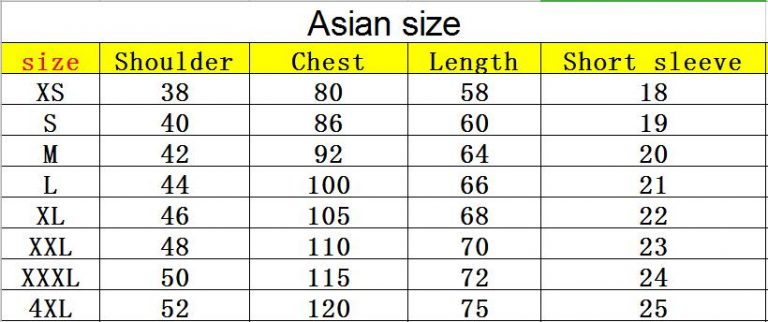 Asian size
size Shoulder Chest Length Short sleeve
XS 38 80 58 18
S 40 86 60 19
M 42 92 64 20
L 44 100 66 21
XL 46 105 68 22
XXL 48 110 70 23
XXXL 50 115 72 24
4XL 52 120 75 25